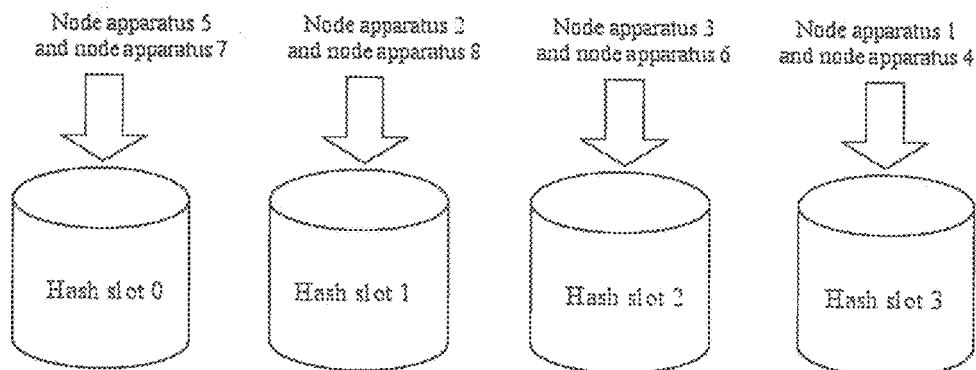 Node apparatus 5
and node apparatus 7
Node apparatus 2
and node apparatus 8
Node apparatus 3
and node apparatus 6
Node apparatus 1
and node apparatus 4
Hash slot 0
Hash slot 1
Hash slot 2
Hash slot 3